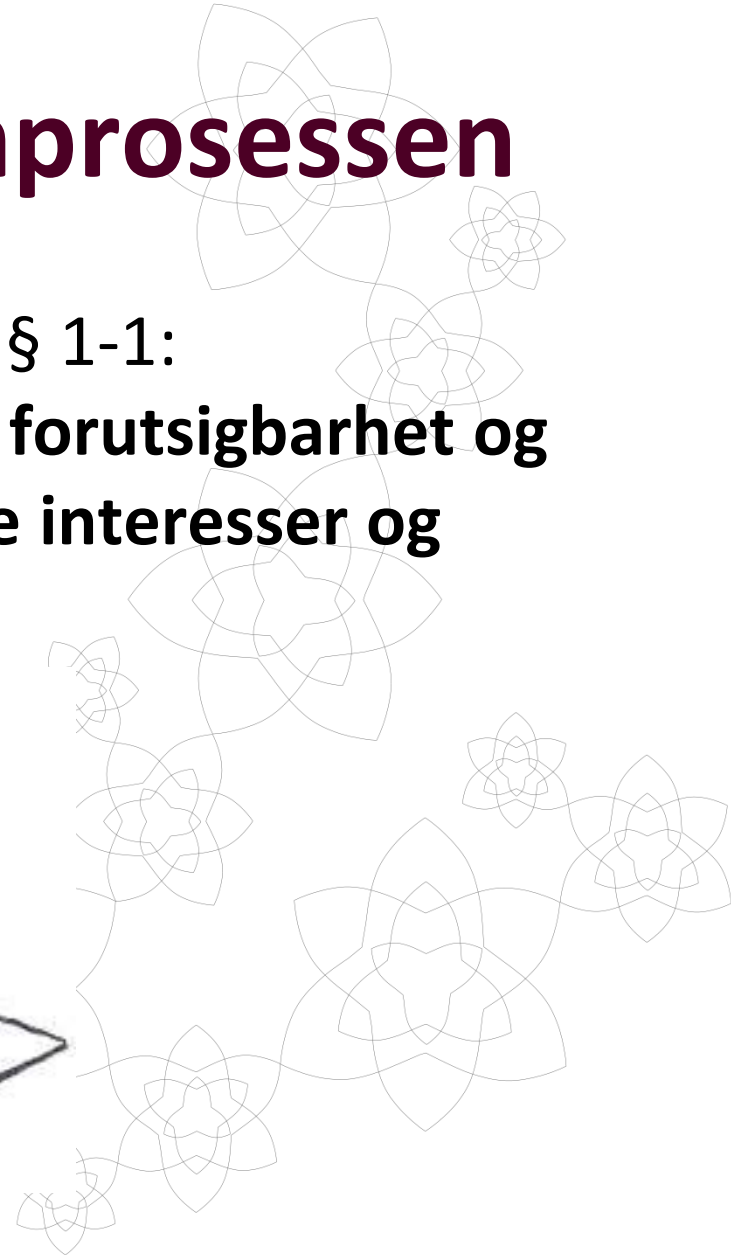 prosessen
§ 1-1:
forutsigbarhet og
interesser og